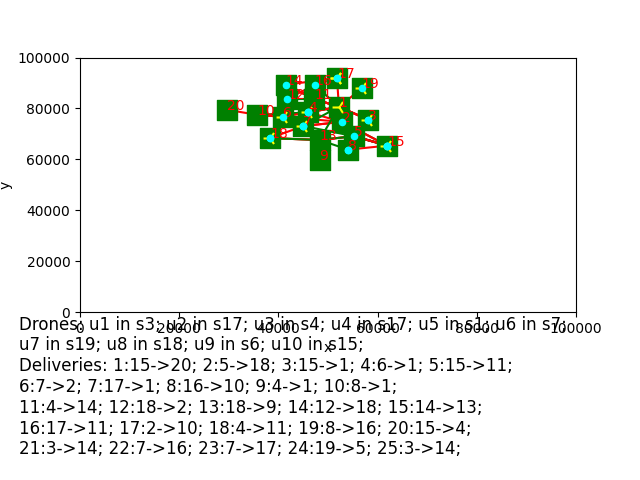 100000
80000
60000
40000
20000
0
y
20
10
17
19
15
0 20000 40000 60000 80000 100000
x
Drones: u1 in s3; u2 in s17; u3 in s4; u4 in s17; u5 in s1; u6 in s7;
u7 in s19; u8 in s18; u9 in s6; u10 in s15;
Deliveries: 1:15->20; 2:5->18; 3:15->1; 4:6->1; 5:15->11;
6:7->2; 7:17->1; 8:16->10; 9:4->1; 10:8->1;
11:4->14; 12:18->2; 13:18->9; 14:12->18; 15:14->13;
16:17->11; 17:2->10; 18:4->11; 19:8->16; 20:15->4;
21:3->14; 22:7->16; 23:7->17; 24:19->5; 25:3->14;